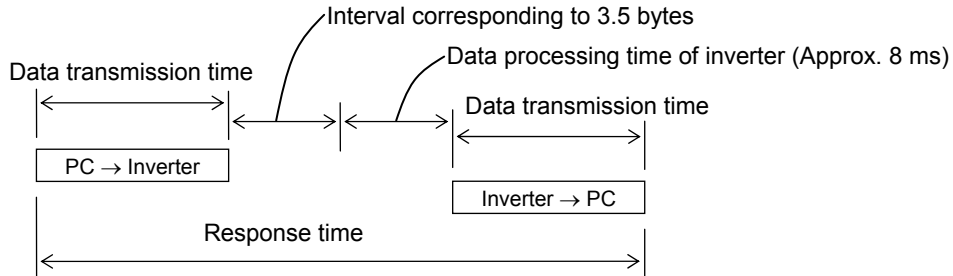 Interval corresponding to 3.5 bytes
Data processing time of inverter (Approx. 8 ms)
Data transmission time
Data transmission time
PC → Inverter
Inverter → PC
Response time